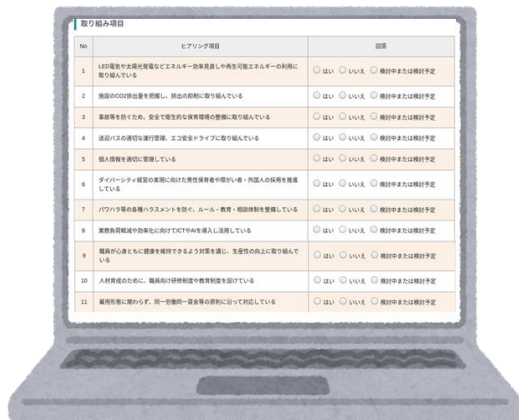 取り組み項目
No ヒアリング項目 回答
1 LED電気や太陽光発電などエネルギー効率見直しや再生可能エネルギーの利用に
取り組んでいる はい いいえ 検討中または検討予定
2 施設のCO2排出量を把握し、排出の抑制に取り組んでいる はい いいえ 検討中または検討予定
3 事故等を防ぐため、安全で衛生的な保育環境の整備に取り組んでいる はい いいえ 検討中または検討予定
4 送迎バスの適切な運行管理、エコ安全ドライブに取り組んでいる はい いいえ 検討中または検討予定
5 個人情報を適切に管理している はい いいえ 検討中または検討予定
6 ダイバーシティ経営の実現に向けた男性保育者や障がい者・外国人の採用を推進
している はい いいえ 検討中または検討予定
7 パワハラ等の各種ハラスメントを防ぐ、ルール・教育・相談体制を整備している はい いいえ 検討中または検討予定
8 業務負荷軽減や効率化に向けてICTやAIを導入し活用している はい いいえ 検討中または検討予定
9 職員が心身ともに健康を維持できるよう対策を講じ、生産性の向上に取り組んで
いる はい いいえ 検討中または検討予定
10 人材育成のために、職員向け研修制度や教育制度を設けている はい いいえ 検討中または検討予定
11 雇用形態に関わらず、同一労働同一賃金等の原則に沿って対応している はい いいえ 検討中または検討予定